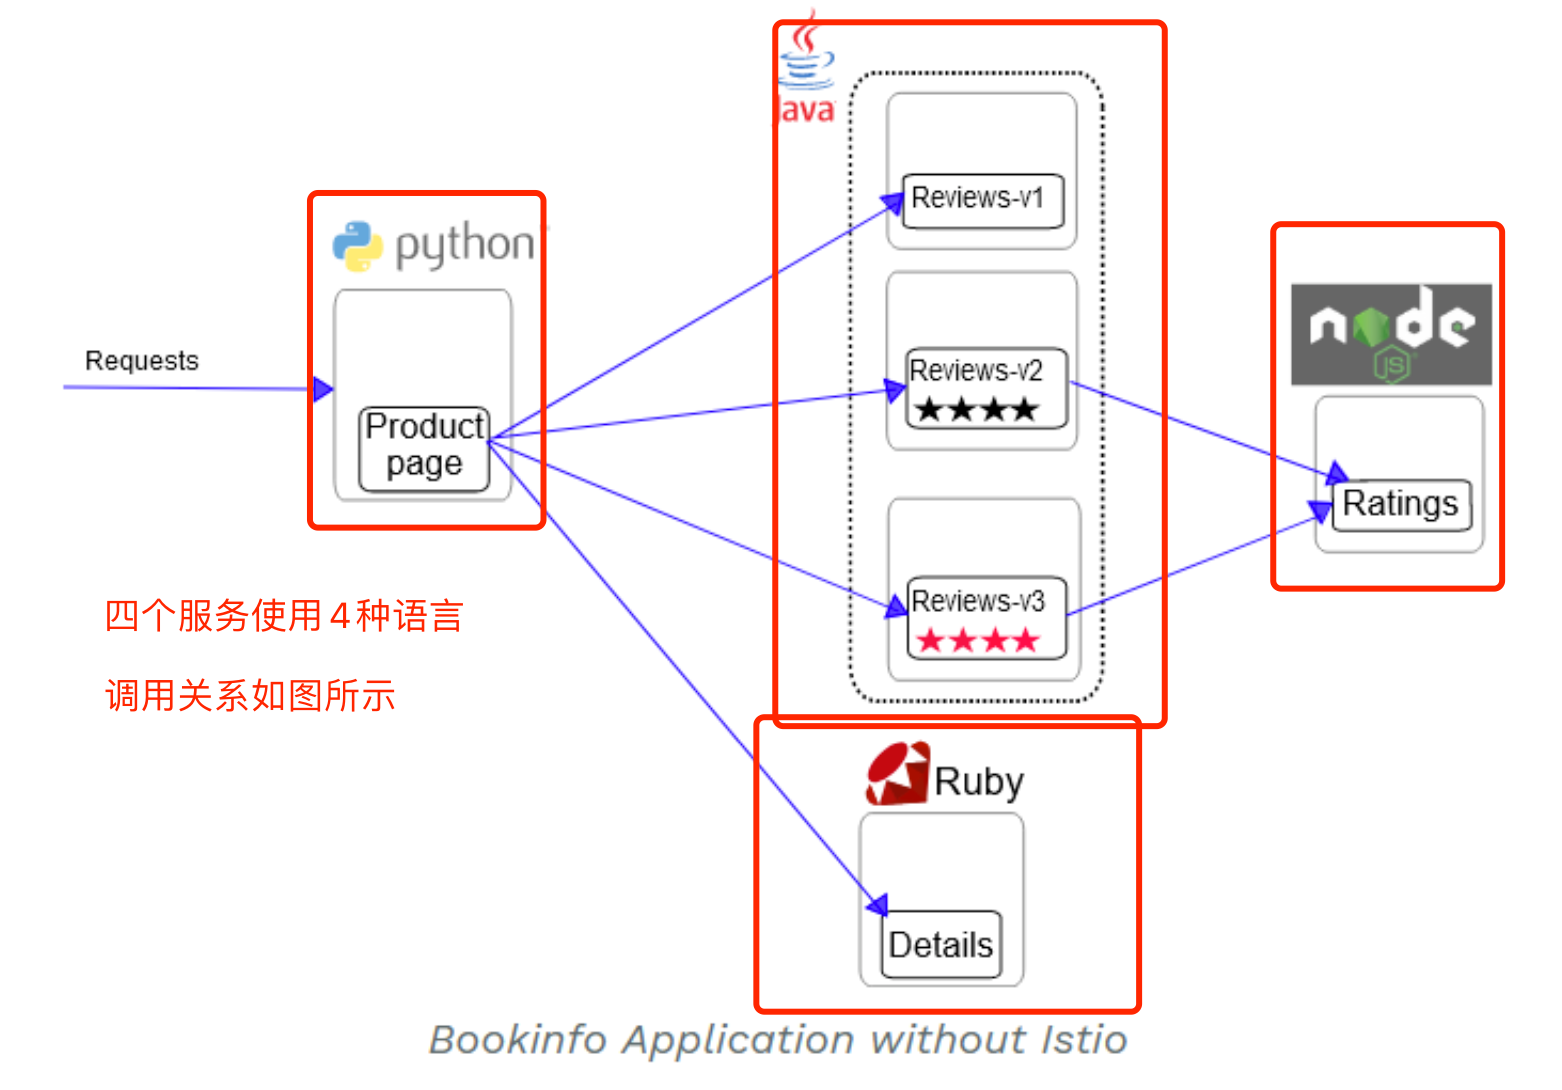 Java
python
Requests
Product
page
Reviews-v1
Reviews-v2
Reviews-v3
node
JS
Ratings
四个服务使用4种语言
调用关系如图所示
Ruby
Details
Bookinfo Application without Istio